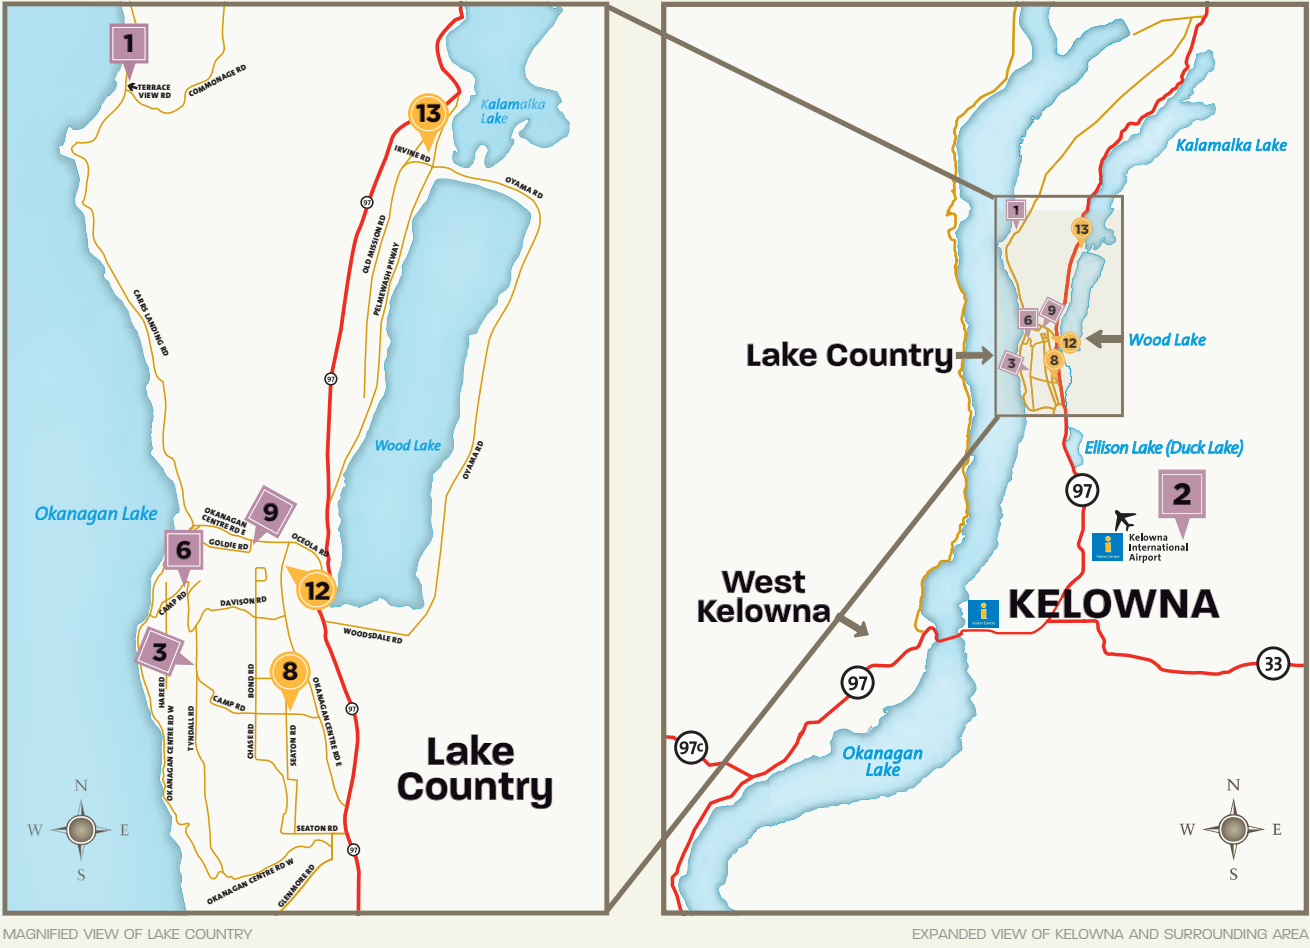 1
TERRACE
VIEW RD
COMMONAGE RD
Kalamalka
Lake
13
IRVINE RD
OYAMA RD
97
OLD MISSION RD
PELMEWASH PKWAY
CARRS LANDING RD
97
Wood Lake
OYAMA RD
Okanagan Lake
OKANAGAN
CENTRE RD E
9
GOLDIE RD
OCEOLA RD
6
12
CAMP RD
DAVISON RD
WOODSDALE RD
3
8
HARE RD
BOND RD
OKANAGAN CENTRE RD E
CAMP RD
97
OKANAGAN CENTRE RD W
TYNDALL RD
CHASE RD
SEATON RD
Lake
Country
N
W
E
S
SEATON RD
97
OKANAGAN CENTRE RD W
GLENMORE RD
MAGNIFIED VIEW OF LAKE COUNTRY
Kalamalka Lake
1
13
6
9
12
Wood Lake
Lake Country
3
8
Ellison Lake (Duck Lake)
97
2
i
Visitor Centre
Kelowna
International
Airport
West
Kelowna
i
Visitor Centre
KELOWNA
33
97
97c
Okanagan
Lake
N
W
E
S
EXPANDED VIEW OF KELOWNA AND SURROUNDING AREA